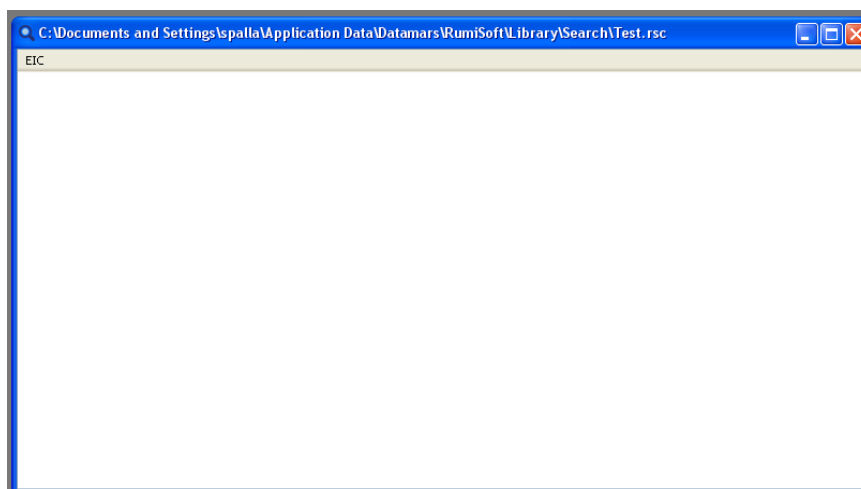 C:\Documents and Settings\spalla\Application Data\Datamars\RumiSoft\Library\Search\Test.rsc
EIC